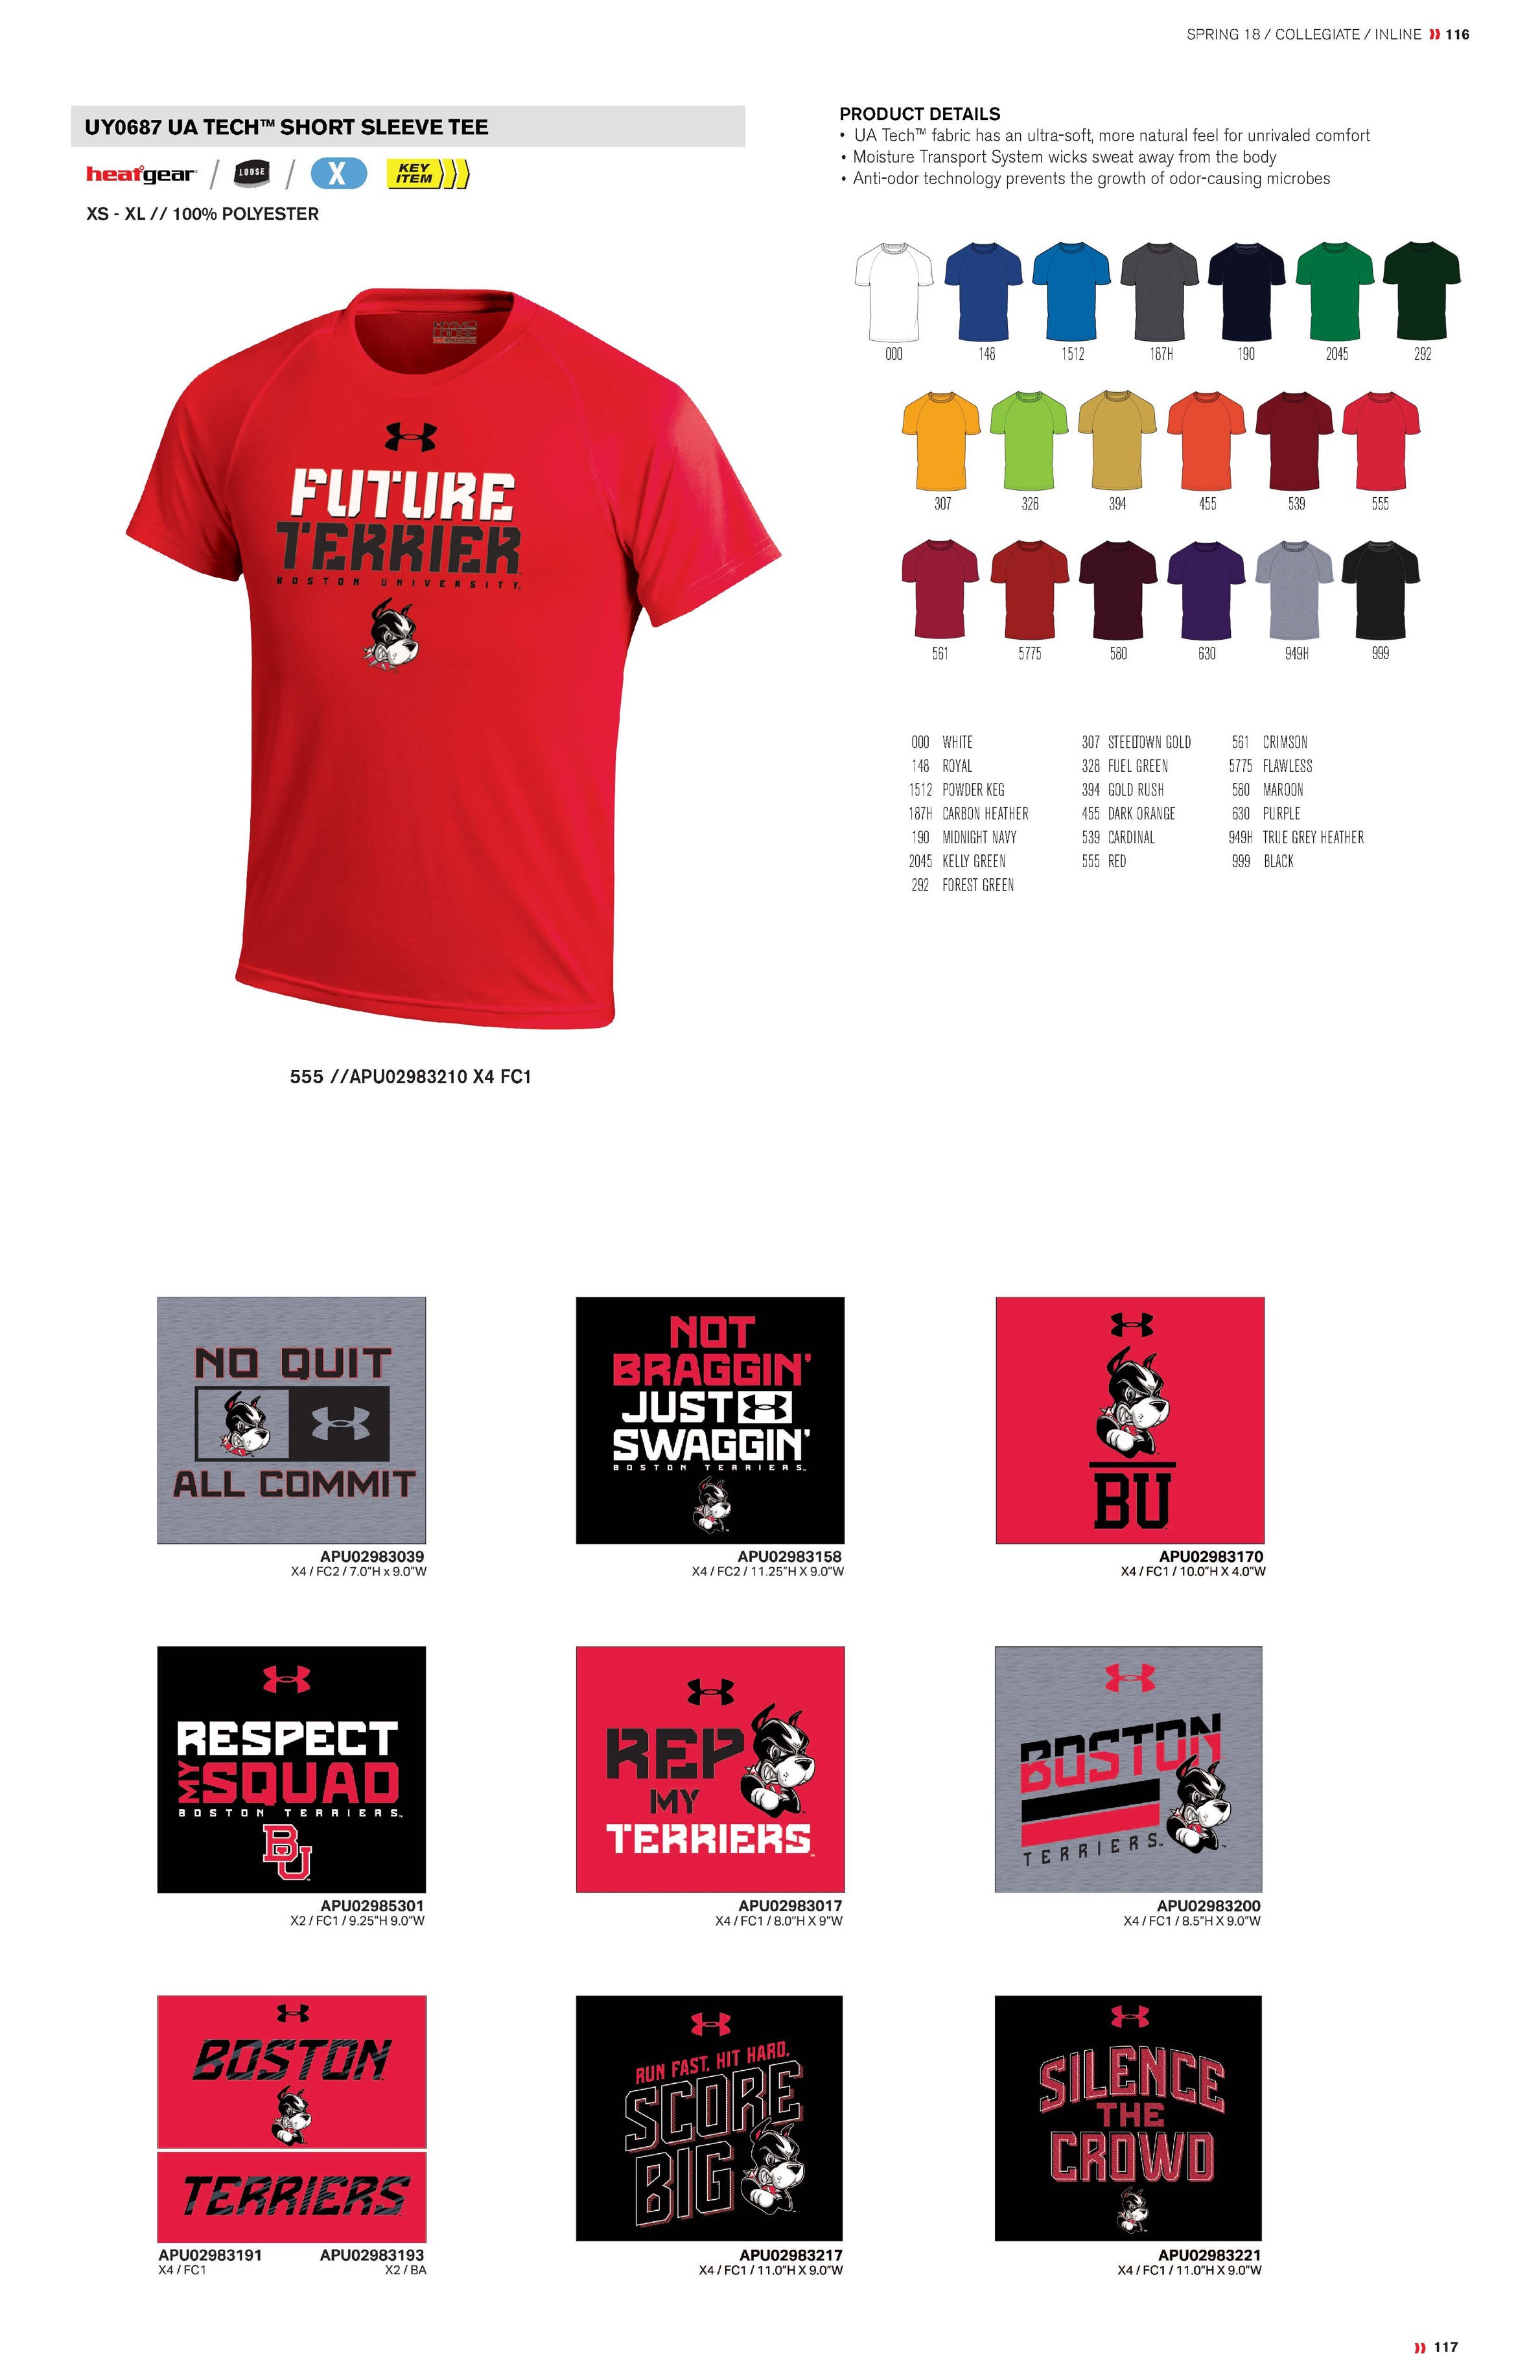 SPRING 18 / COLLEGIATE / INLINE 116
UY0687 UA TECH™ SHORT SLEEVE TEE
heatgear / LOOSE / X KEY ITEM
XS - XL // 100% POLYESTER
PRODUCT DETAILS
• UA Tech™ fabric has an ultra-soft, more natural feel for unrivaled comfort
• Moisture Transport System wicks sweat away from the body
• Anti-odor technology prevents the growth of odor-causing microbes
FUTURE
TERRIER
BOSTON UNIVERSITY
000 148 1512 187H 190 2045 292
307 328 394 455 539 555
561 5775 580 630 949H 999
000 WHITE
148 ROYAL
1512 POWDER KEG
187H CARBON HEATHER
190 MIDNIGHT NAVY
2045 KELLY GREEN
292 FOREST GREEN
307 STEELTOWN GOLD
328 FUEL GREEN
394 GOLD RUSH
455 DARK ORANGE
539 CARDINAL
555 RED
561 CRIMSON
5775 FLAWLESS
580 MAROON
630 PURPLE
949H TRUE GREY HEATHER
999 BLACK
555 //APU02983210 X4 FC1
NO QUIT
ALL COMMIT
APU02983039
X4 / FC2 / 7.0"H x 9.0"W
NOT
BRAGGIN'
JUST
SWAGGIN'
BOSTON TERRIERS
APU02983158
X4 / FC2 / 11.25"H X 9.0"W
BU
APU02983170
X4 / FC1 / 10.0"H X 4.0"W
RESPECT
MY SQUAD
BOSTON TERRIERS
BU
APU02985301
X2 / FC1 / 9.25"H 9.0"W
REP
MY
TERRIERS
APU02983017
X4 / FC1 / 8.0"H X 9"W
BOSTON
TERRIERS
APU02983200
X4 / FC1 / 8.5"H X 9.0"W
BOSTON
TERRIERS
APU02983191 APU02983193
X4 / FC1 X2 / BA
RUN FAST. HIT HARD.
SCORE
BIG
APU02983217
X4 / FC1 / 11.0"H X 9.0"W
SILENCE
THE
CROWD
APU02983221
X4 / FC1 / 11.0"H X 9.0"W
117